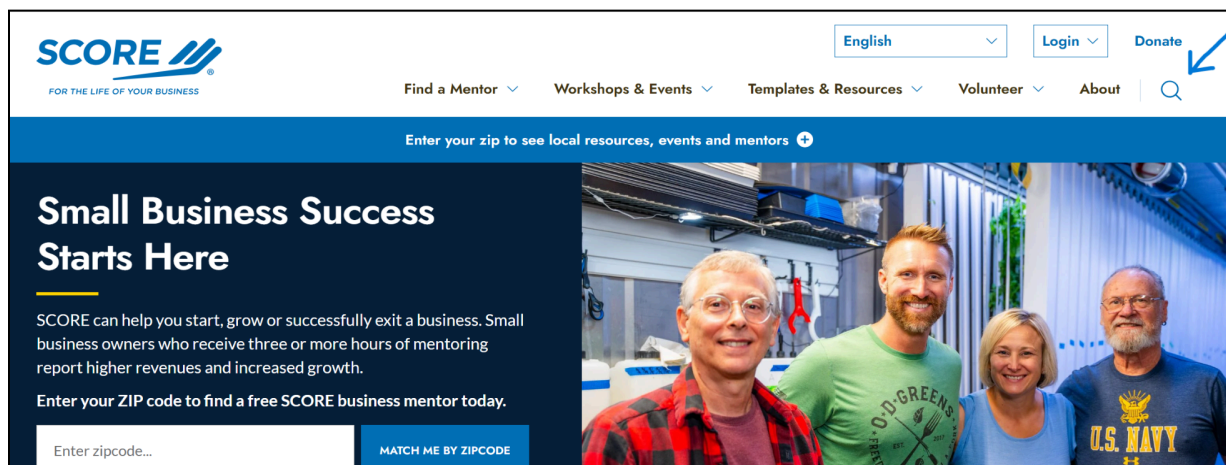 SCORE
®
FOR THE LIFE OF YOUR BUSINESS
English
Login
Donate
Find a Mentor
Workshops & Events
Templates & Resources
Volunteer
About
Enter your zip to see local resources, events and mentors
Small Business Success
Starts Here
SCORE can help you start, grow or successfully exit a business. Small
business owners who receive three or more hours of mentoring
report higher revenues and increased growth.
Enter your ZIP code to find a free SCORE business mentor today.
Enter zipcode...
MATCH ME BY ZIPCODE
O.D. GREENS
EST.
2017
U.S. NAVY